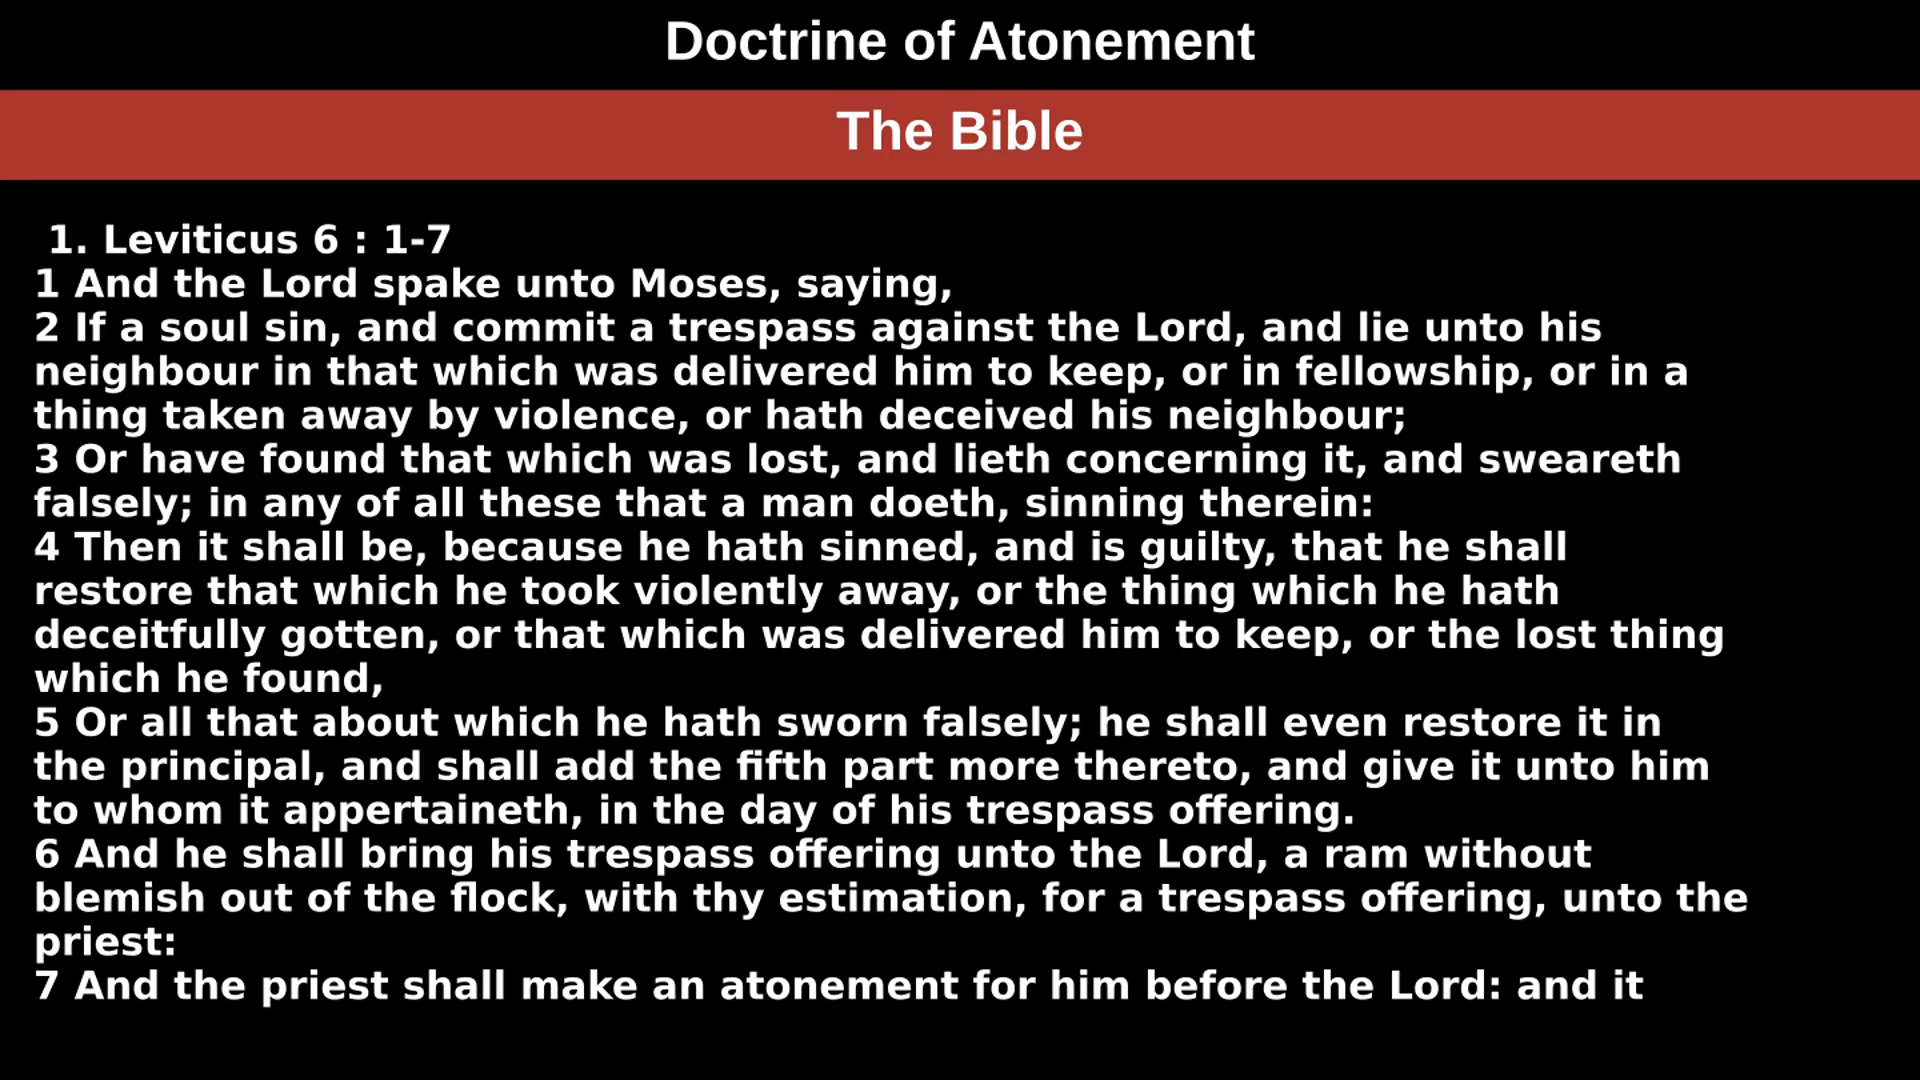 Doctrine of Atonement
The Bible
1. Leviticus 6 : 1-7
1 And the Lord spake unto Moses, saying,
2 If a soul sin, and commit a trespass against the Lord, and lie unto his
neighbour in that which was delivered him to keep, or in fellowship, or in a
thing taken away by violence, or hath deceived his neighbour;
3 Or have found that which was lost, and lieth concerning it, and sweareth
falsely; in any of all these that a man doeth, sinning therein:
4 Then it shall be, because he hath sinned, and is guilty, that he shall
restore that which he took violently away, or the thing which he hath
deceitfully gotten, or that which was delivered him to keep, or the lost thing
which he found,
5 Or all that about which he hath sworn falsely; he shall even restore it in
the principal, and shall add the fifth part more thereto, and give it unto him
to whom it appertaineth, in the day of his trespass offering.
6 And he shall bring his trespass offering unto the Lord, a ram without
blemish out of the flock, with thy estimation, for a trespass offering, unto the
priest:
7 And the priest shall make an atonement for him before the Lord: and it